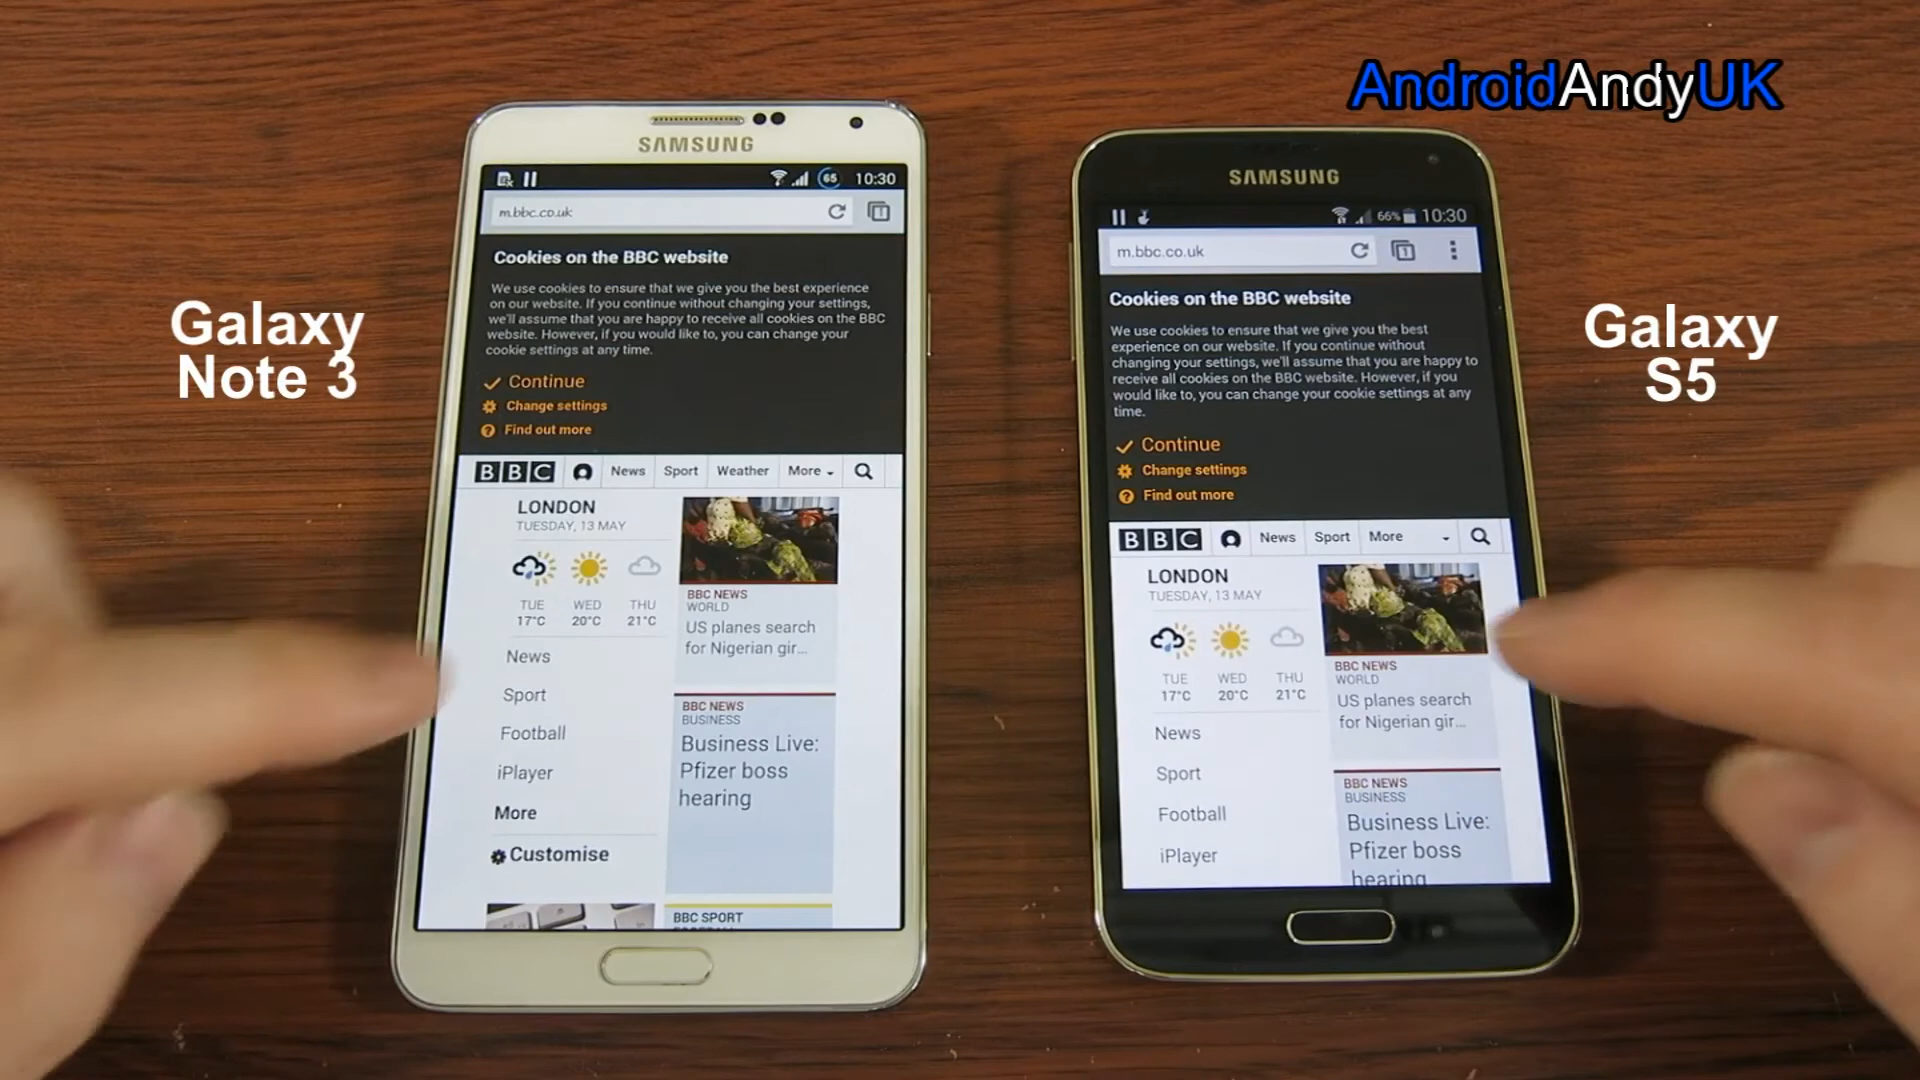 AndroidAndyUK
Galaxy
Note 3
SAMSUNG
65 10:30
m.bbc.co.uk
Cookies on the BBC website
We use cookies to ensure that we give you the best experience
on our website. If you continue without changing your settings,
we'll assume that you are happy to receive all cookies on the BBC
website. However, if you would like to, you can change your
cookie settings at any time.
Continue
Change settings
Find out more
BBC News Sport Weather More
LONDON
TUESDAY, 13 MAY
TUE WED THU
17°C 20°C 21°C
News
Sport
Football
iPlayer
More
Customise
BBC NEWS
WORLD
US planes search
for Nigerian gir...
BBC NEWS
BUSINESS
Business Live:
Pfizer boss
hearing
BBC SPORT
FOOTBALL
Galaxy
S5
SAMSUNG
66% 10:30
m.bbc.co.uk
1
Cookies on the BBC website
We use cookies to ensure that we give you the best
experience on our website. If you continue without
changing your settings, we'll assume that you are happy to
receive all cookies on the BBC website. However, if you
would like to, you can change your cookie settings at any
time.
Continue
Change settings
Find out more
BBC News Sport More
LONDON
TUESDAY, 13 MAY
TUE WED THU
17°C 20°C 21°C
News
Sport
Football
iPlayer
BBC NEWS
WORLD
US planes search
for Nigerian gir...
BBC NEWS
BUSINESS
Business Live:
Pfizer boss
hearing